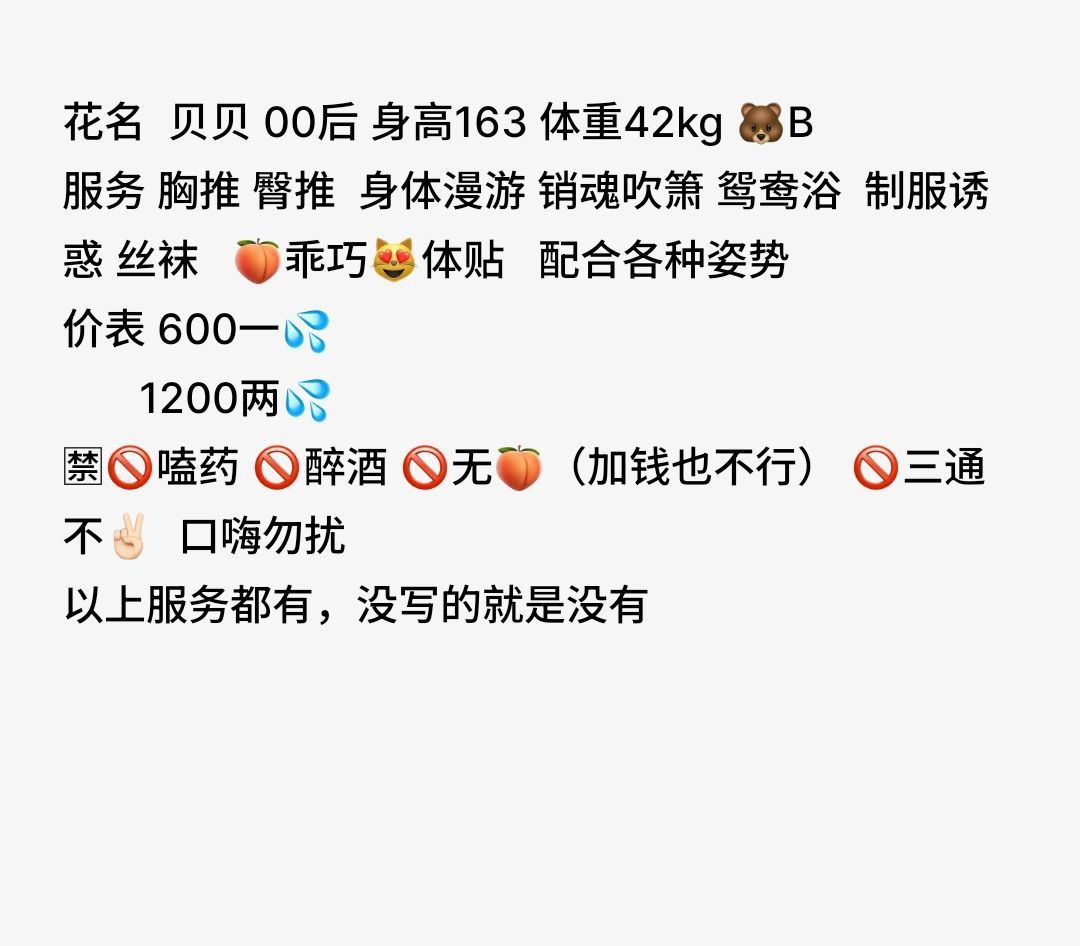 花名  贝贝 00后 身高163 体重42kg 🐻B
服务 胸推 臀推  身体漫游 销魂吹箫 鸳鸯浴  制服诱
惑 丝袜   🍑乖巧😻体贴   配合各种姿势
价表 600一💦
1200两💦
🈲🚫嗑药 🚫醉酒 🚫无🍑（加钱也不行） 🚫三通
不✌🏻  口嗨勿扰
以上服务都有，没写的就是没有